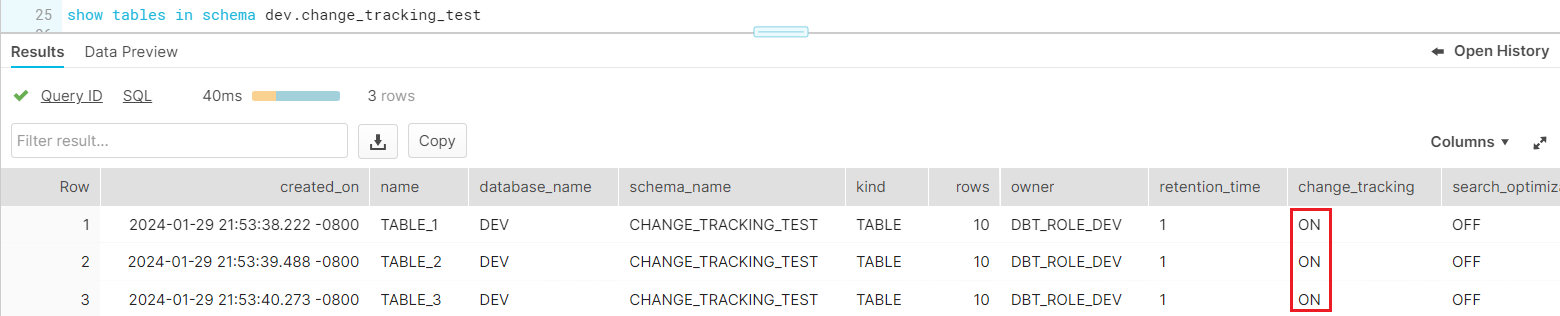 25 show tables in schema dev.change_tracking_test
Results Data Preview Open History
Query ID SQL 40ms 3 rows
Filter result... Copy Columns
Row created_on name database_name schema_name kind rows owner retention_time change_tracking search_optimiz
1 2024-01-29 21:53:38.222 -0800 TABLE_1 DEV CHANGE_TRACKING_TEST TABLE 10 DBT_ROLE_DEV 1 ON OFF
2 2024-01-29 21:53:39.488 -0800 TABLE_2 DEV CHANGE_TRACKING_TEST TABLE 10 DBT_ROLE_DEV 1 ON OFF
3 2024-01-29 21:53:40.273 -0800 TABLE_3 DEV CHANGE_TRACKING_TEST TABLE 10 DBT_ROLE_DEV 1 ON OFF